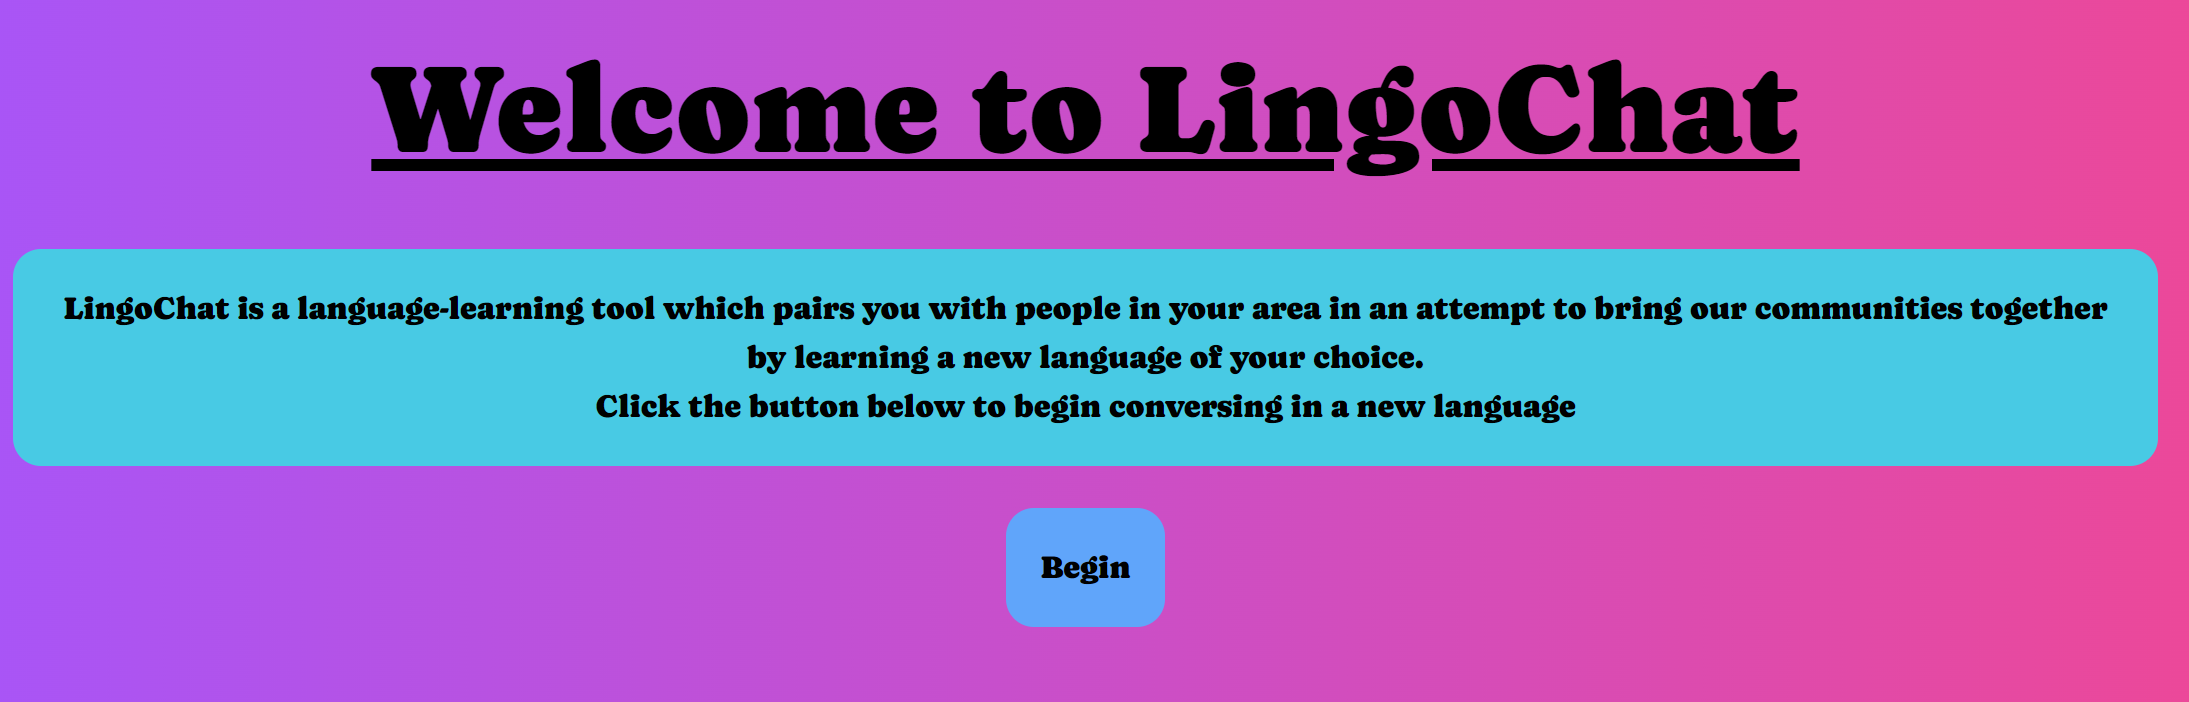 Welcome to LingoChat
LingoChat is a language-learning tool which pairs you with people in your area in an attempt to bring our communities together
by learning a new language of your choice.
Click the button below to begin conversing in a new language
Begin